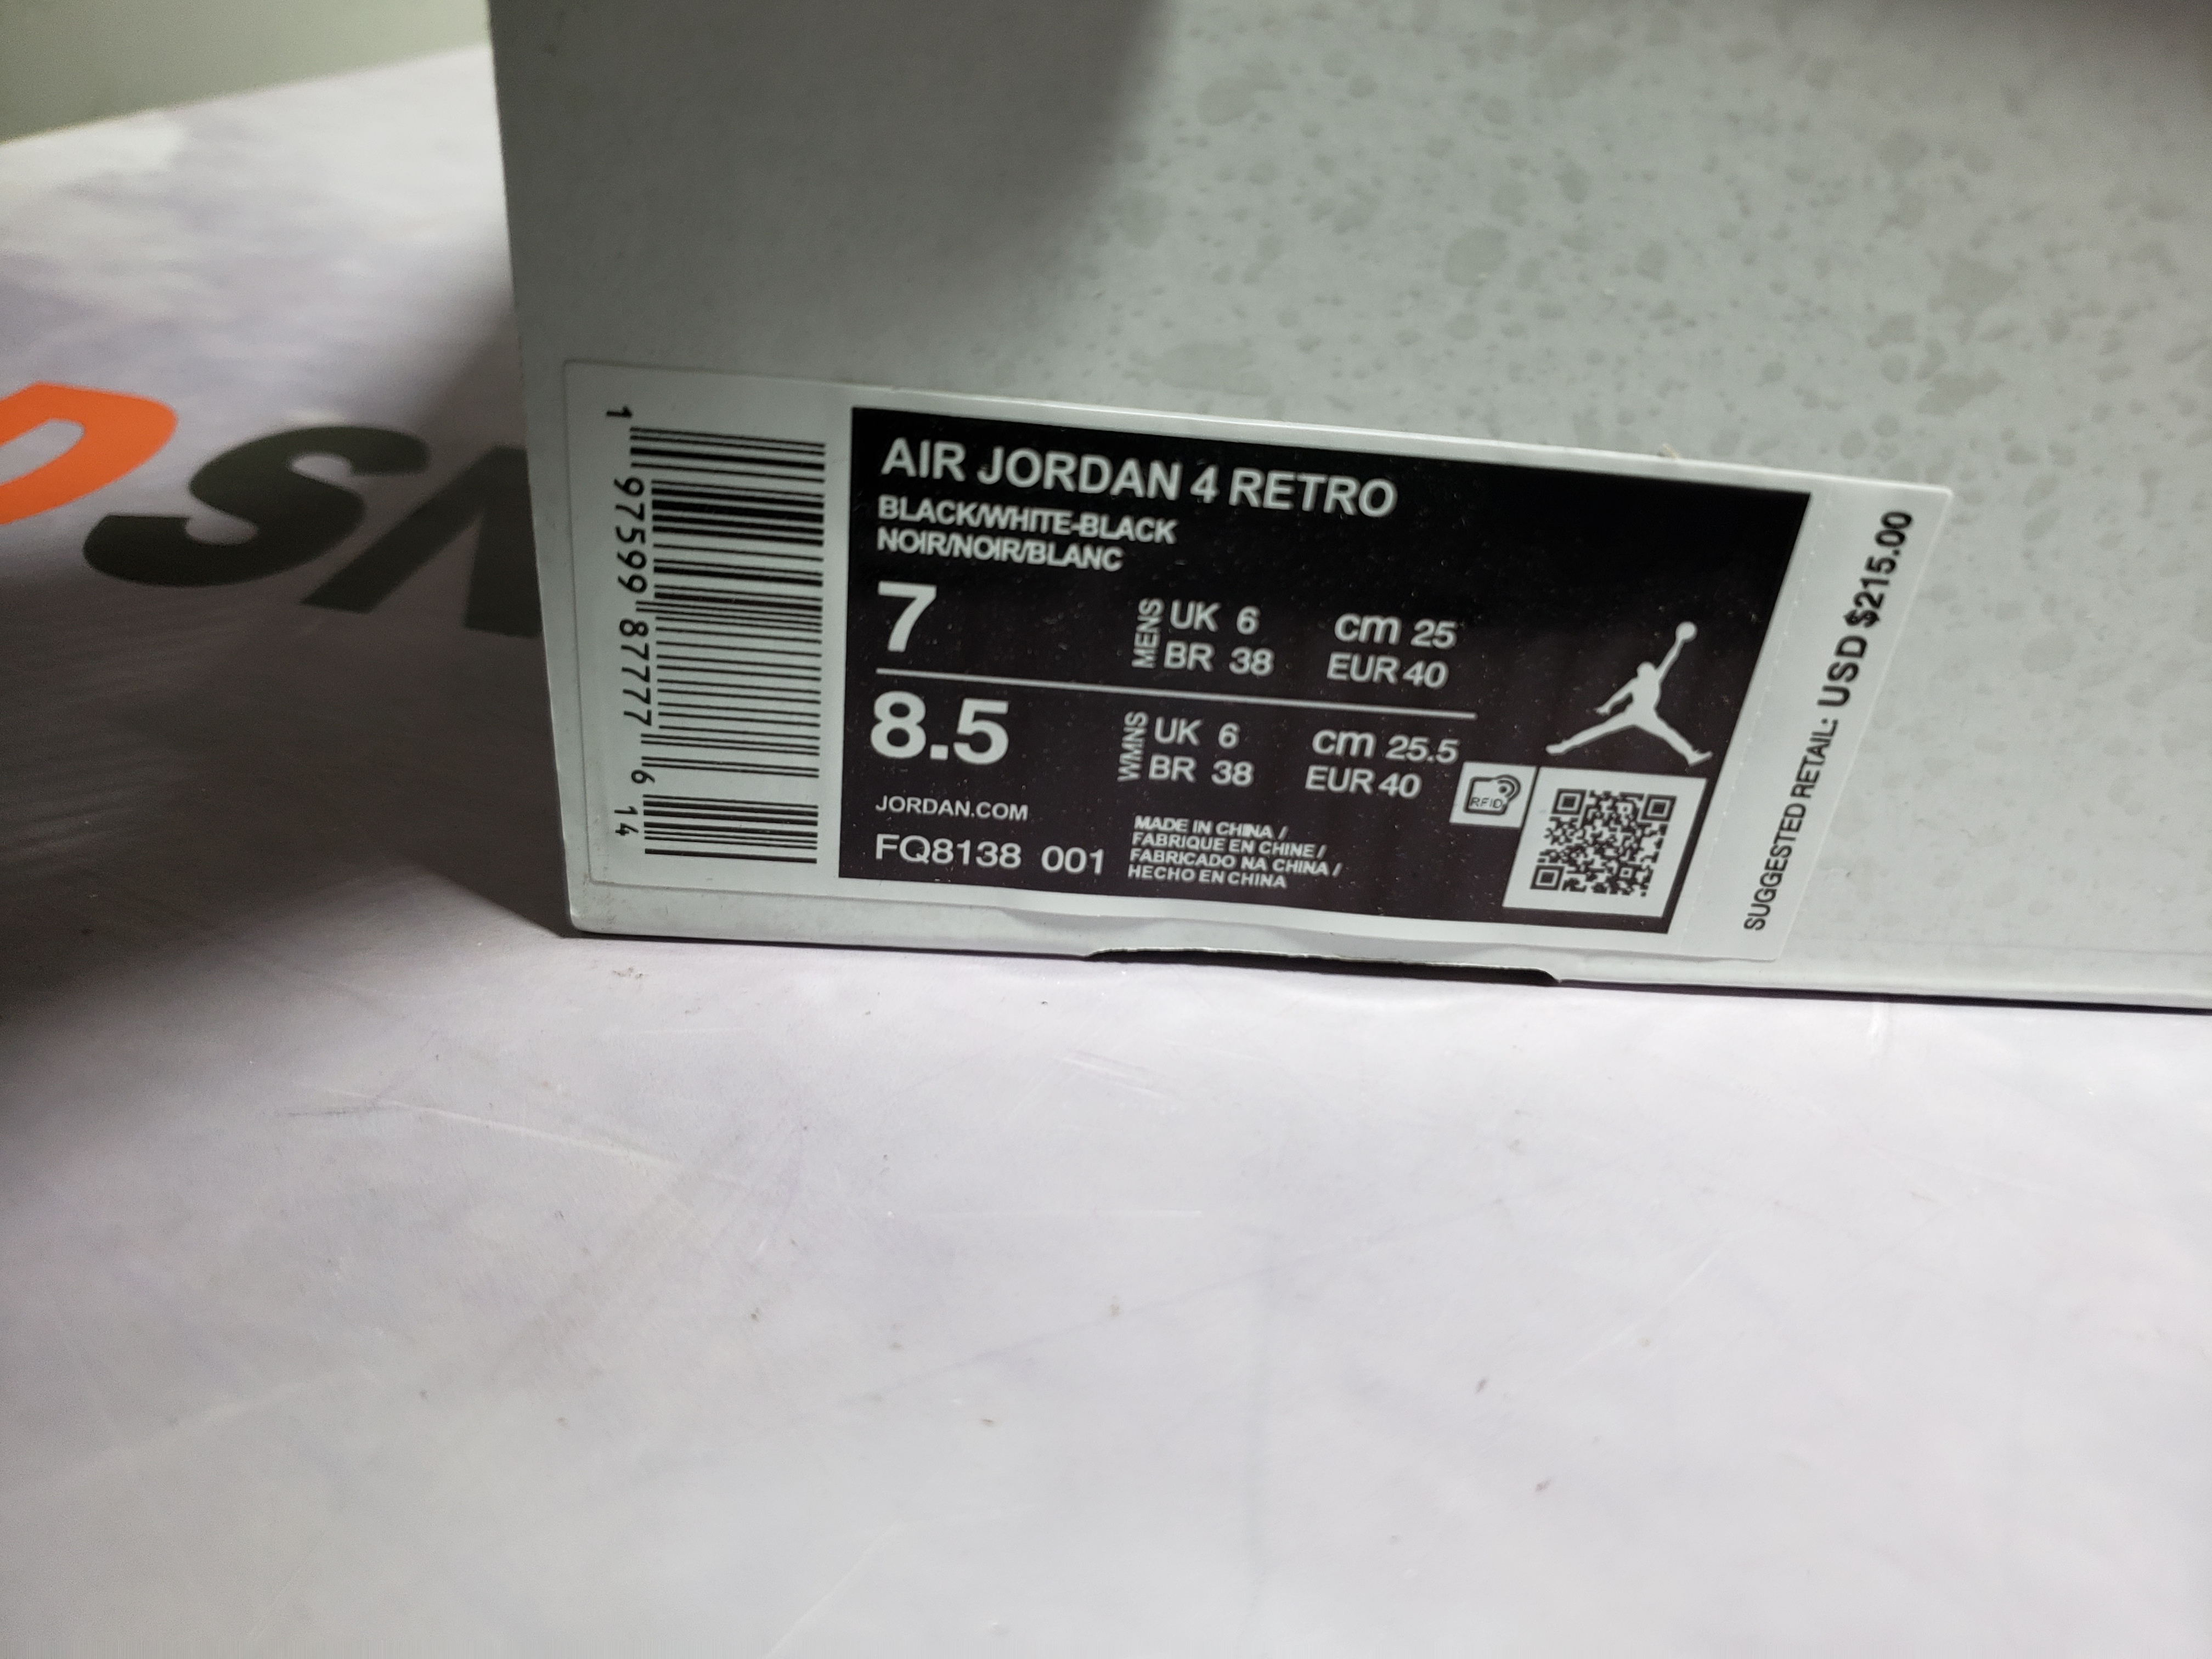 AIR JORDAN 4 RETRO
BLACK/WHITE-BLACK
NOIR/NOIR/BLANC
7
MENS
UK 6 cm 25
BR 38 EUR 40
8.5
WMNS
UK 6 cm 25.5
BR 38 EUR 40
JORDAN.COM
FQ8138 001
MADE IN CHINA /
FABRIQUE EN CHINE /
FABRICADO NA CHINA /
HECHO EN CHINA
RFID
1 97599 87777 6 14
SUGGESTED RETAIL: USD $215.00